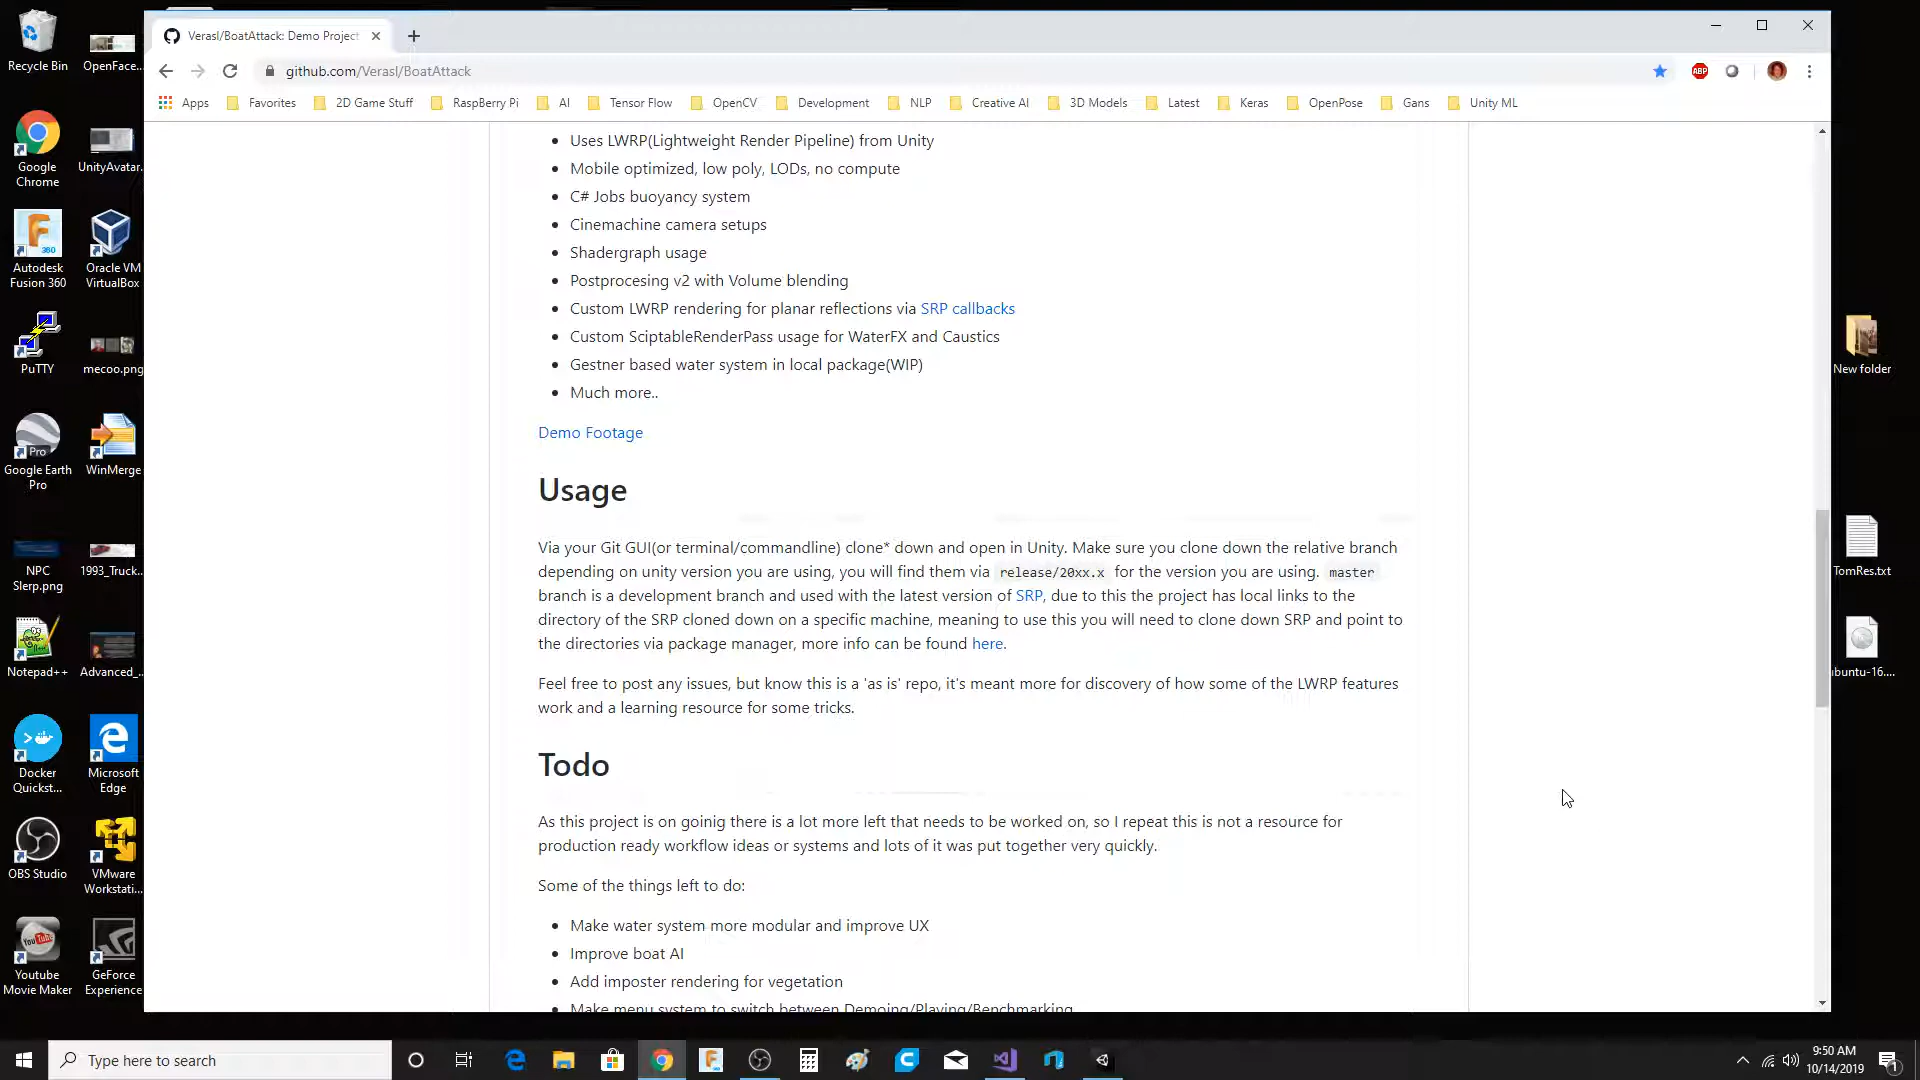 Recycle Bin
OpenFace...
Google
Chrome
UnityAvatar.
Autodesk
Fusion 360
Oracle VM
VirtualBox
PuTTY
mecoo.png
Google Earth
Pro
WinMerge
NPC
Slerp.png
1993_Truck...
Notepad++
Advanced_...
Docker
Quickst...
Microsoft
Edge
OBS Studio
VMware
Workstati...
Youtube
Movie Maker
GeForce
Experience
Verasl/BoatAttack: Demo Project
github.com/Verasl/BoatAttack
ABP
Apps
Favorites
2D Game Stuff
RaspBerry Pi
AI
Tensor Flow
OpenCV
Development
NLP
Creative AI
3D Models
Latest
Keras
OpenPose
Gans
Unity ML
Uses LWRP(Lightweight Render Pipeline) from Unity
Mobile optimized, low poly, LODs, no compute
C# Jobs buoyancy system
Cinemachine camera setups
Shadergraph usage
Postprocesing v2 with Volume blending
Custom LWRP rendering for planar reflections via SRP callbacks
Custom SciptableRenderPass usage for WaterFX and Caustics
Gestner based water system in local package(WIP)
Much more..
Demo Footage
Usage
Via your Git GUI(or terminal/commandline) clone* down and open in Unity. Make sure you clone down the relative branch
depending on unity version you are using, you will find them via release/20xx.x for the version you are using. master
branch is a development branch and used with the latest version of SRP, due to this the project has local links to the
directory of the SRP cloned down on a specific machine, meaning to use this you will need to clone down SRP and point to
the directories via package manager, more info can be found here.
Feel free to post any issues, but know this is a 'as is' repo, it's meant more for discovery of how some of the LWRP features
work and a learning resource for some tricks.
Todo
As this project is on goinig there is a lot more left that needs to be worked on, so I repeat this is not a resource for
production ready workflow ideas or systems and lots of it was put together very quickly.
Some of the things left to do:
Make water system more modular and improve UX
Improve boat AI
Add imposter rendering for vegetation
Make menu system to switch between Demoing/Playing/Benchmarking
New folder
TomRes.txt
ubuntu-16....
Type here to search
9:50 AM
10/14/2019
1